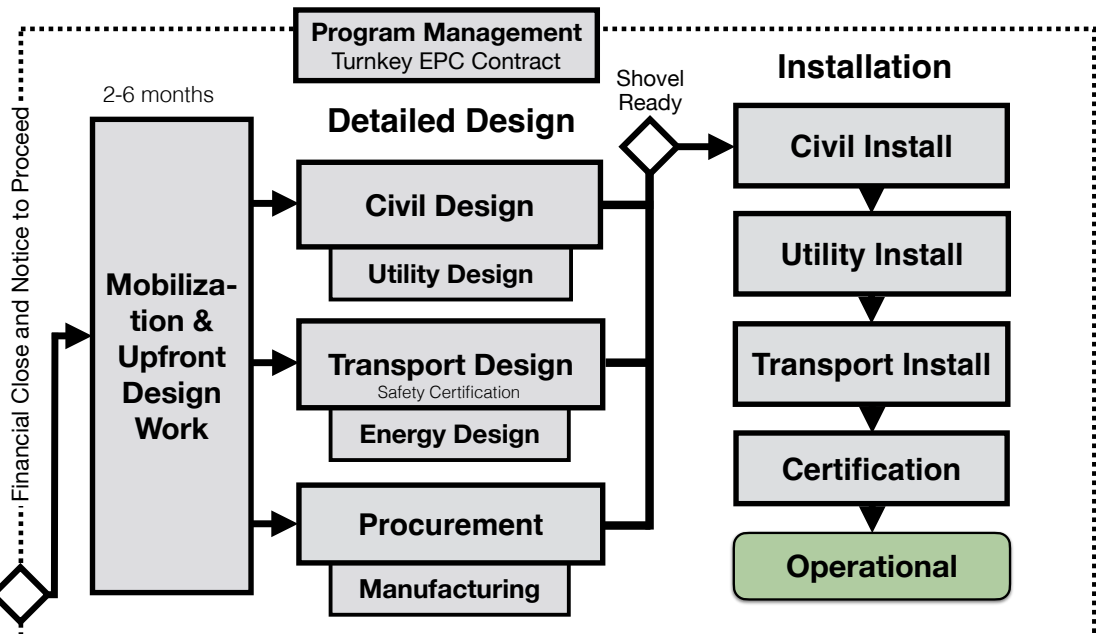 Program Management
Turnkey EPC Contract
Financial Close and Notice to Proceed
2-6 months
Mobiliza-
tion &
Upfront
Design
Work
Detailed Design
Civil Design
Utility Design
Transport Design
Safety Certification
Energy Design
Procurement
Manufacturing
Shovel
Ready
Installation
Civil Install
Utility Install
Transport Install
Certification
Operational